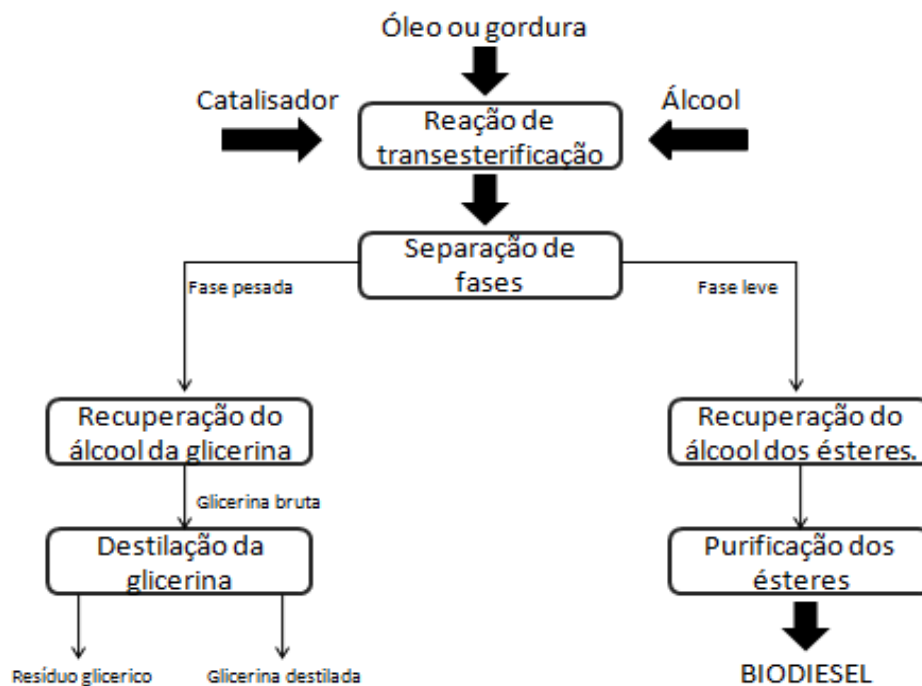 Óleo ou gordura
Catalisador
Álcool
Reação de
transesterificação
Separação de
fases
Fase pesada
Fase leve
Recuperação do
álcool da glicerina
Recuperação do
álcool dos ésteres.
Glicerina bruta
Destilação da
glicerina
Purificação dos
ésteres
Resíduo glicerico
Glicerina destilada
BIODIESEL